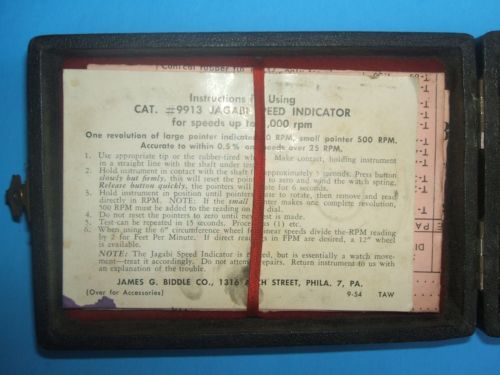 Instructions Using
CAT. #9913 JAGABI SPEED INDICATOR
for speeds up to ,000 rpm
One revolution of large pointer indicates RPM, small pointer 500 RPM.
Accurate to within 0.5% on speeds over 25 RPM.
1. Use appropriate tip or the rubber-tired wheel. Make contact, holding instrument
in a straight line with the shaft under test.
2. Hold instrument in contact with the shaft for approximately 5 seconds. Press button
slowly but firmly, this will reset the pointers to zero and wind the watch spring.
Release button quickly, the pointers will rotate for 6 seconds.
3. Hold instrument in contact until pointers cease to rotate, then remove and read
directly in RPM. NOTE: If the small pointer makes one complete revolution,
500 RPM must be added to the reading on dial.
4. Do not reset the pointers to zero until next test is made.
5. Test can be repeated in 15 seconds. Proceed as (1) etc.
6. When using the 6" circumference wheel for linear speeds divide the RPM reading
by 2 for Feet Per Minute. If direct readings in FPM are desired, a 12" wheel
is available.
NOTE: The Jagabi Speed Indicator is rugged, but is essentially a watch move-
ment—treat it accordingly. Do not attempt repairs. Return instrument to us with
an explanation of the trouble.
JAMES G. BIDDLE CO., 1316 ARCH STREET, PHILA. 7, PA.
(Over for Accessories) 9-54 TAW